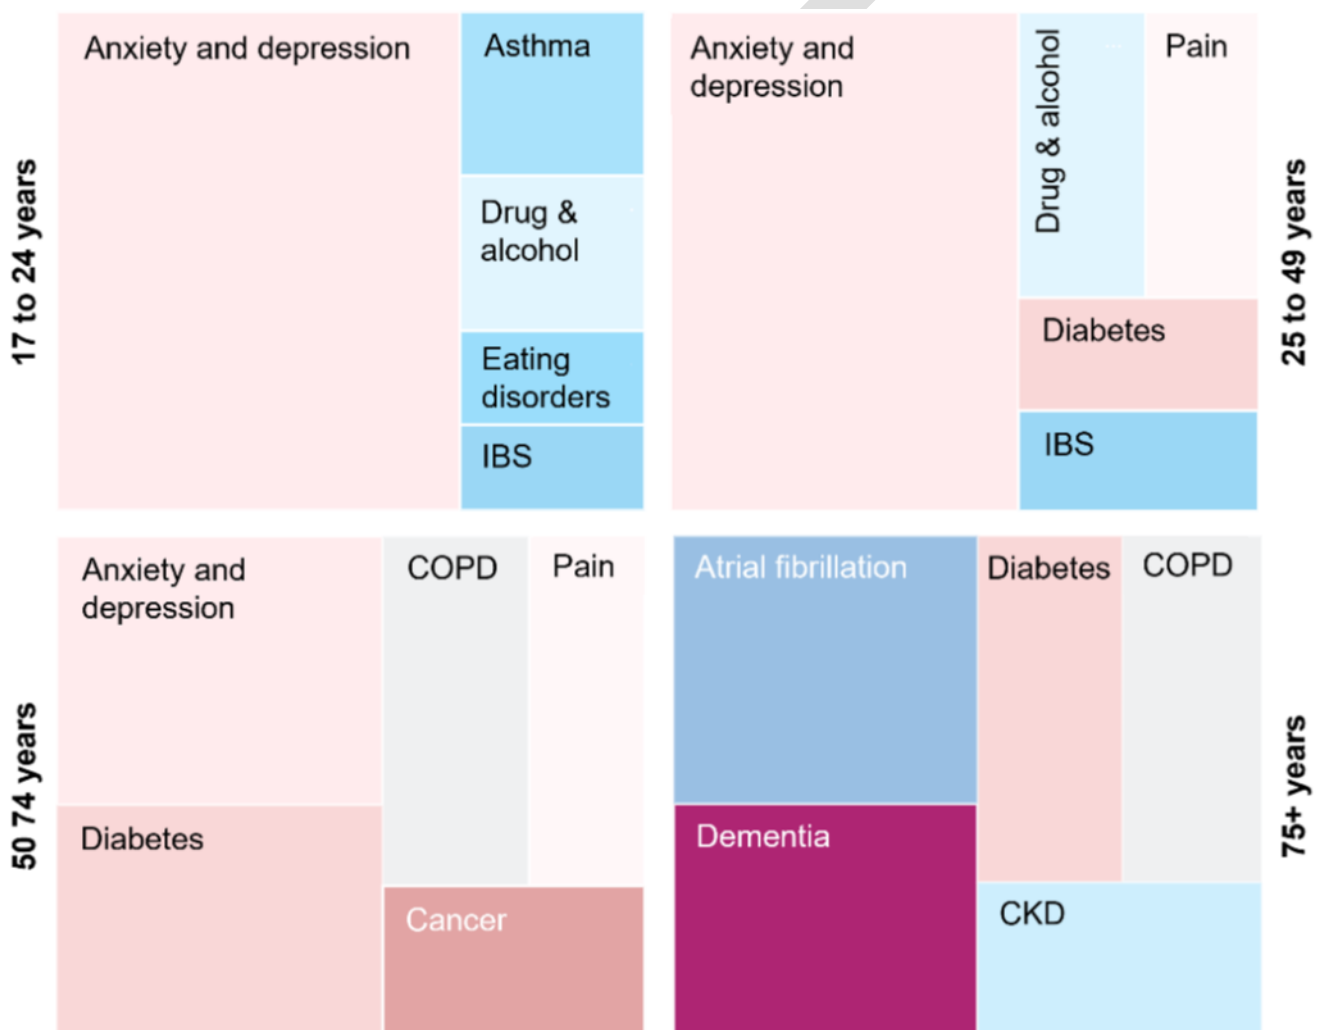 17 to 24 years
Anxiety and depression
Asthma
Drug &
alcohol
Eating
disorders
IBS
25 to 49 years
Anxiety and
depression
Drug & alcohol
Pain
Diabetes
IBS
50 74 years
Anxiety and
depression
COPD
Pain
Diabetes
Cancer
75+ years
Atrial fibrillation
Diabetes
COPD
Dementia
CKD